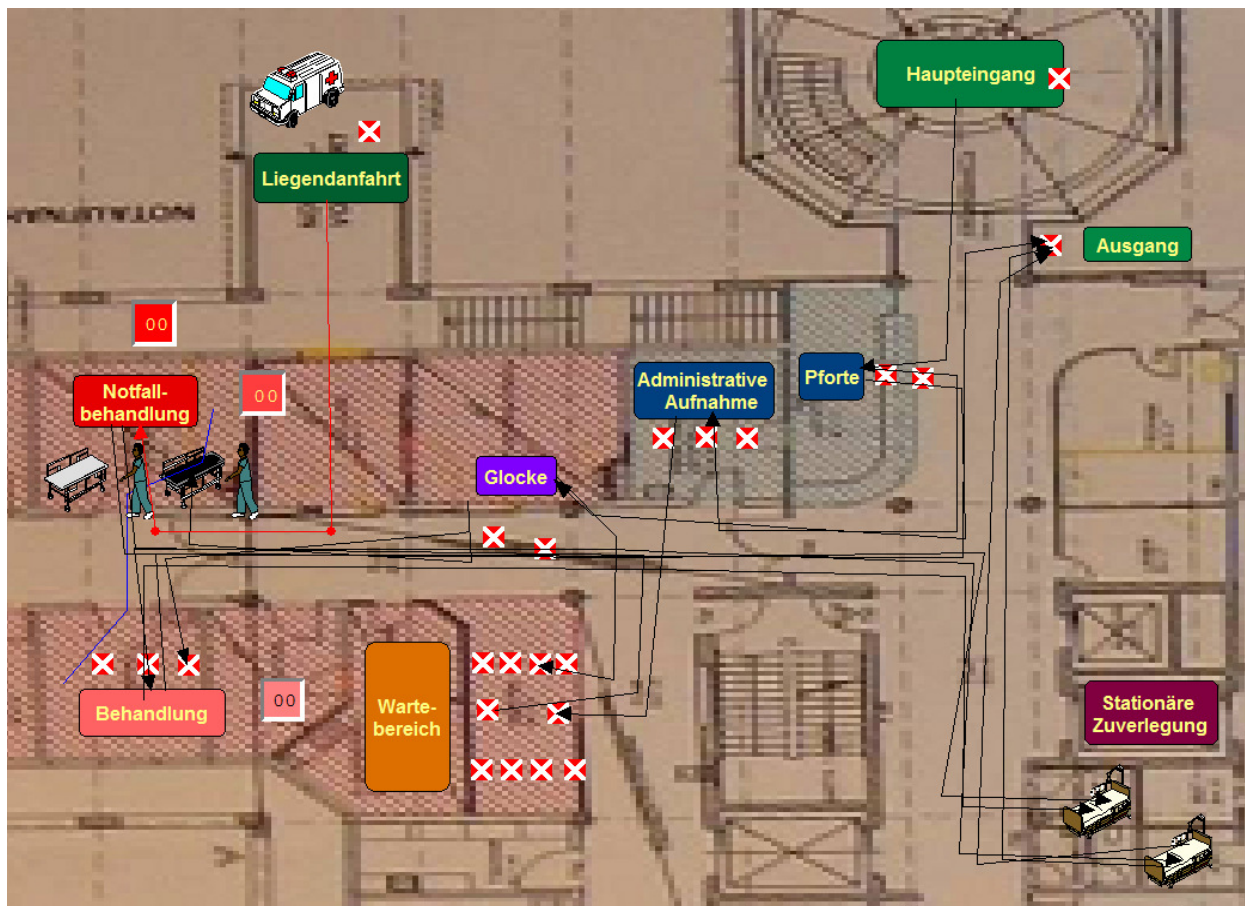 Haupteingang
Liegendanfahrt
Ausgang
00
Notfall-
behandlung
00
Administrative
Aufnahme
Pforte
Glocke
Behandlung
00
Warte-
bereich
Stationäre
Zuverlegung